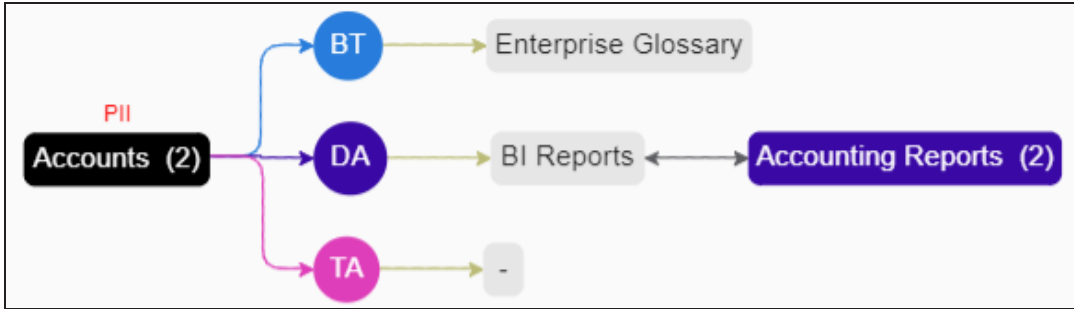 BT
Enterprise Glossary
PII
Accounts (2)
DA
BI Reports
Accounting Reports (2)
TA
-